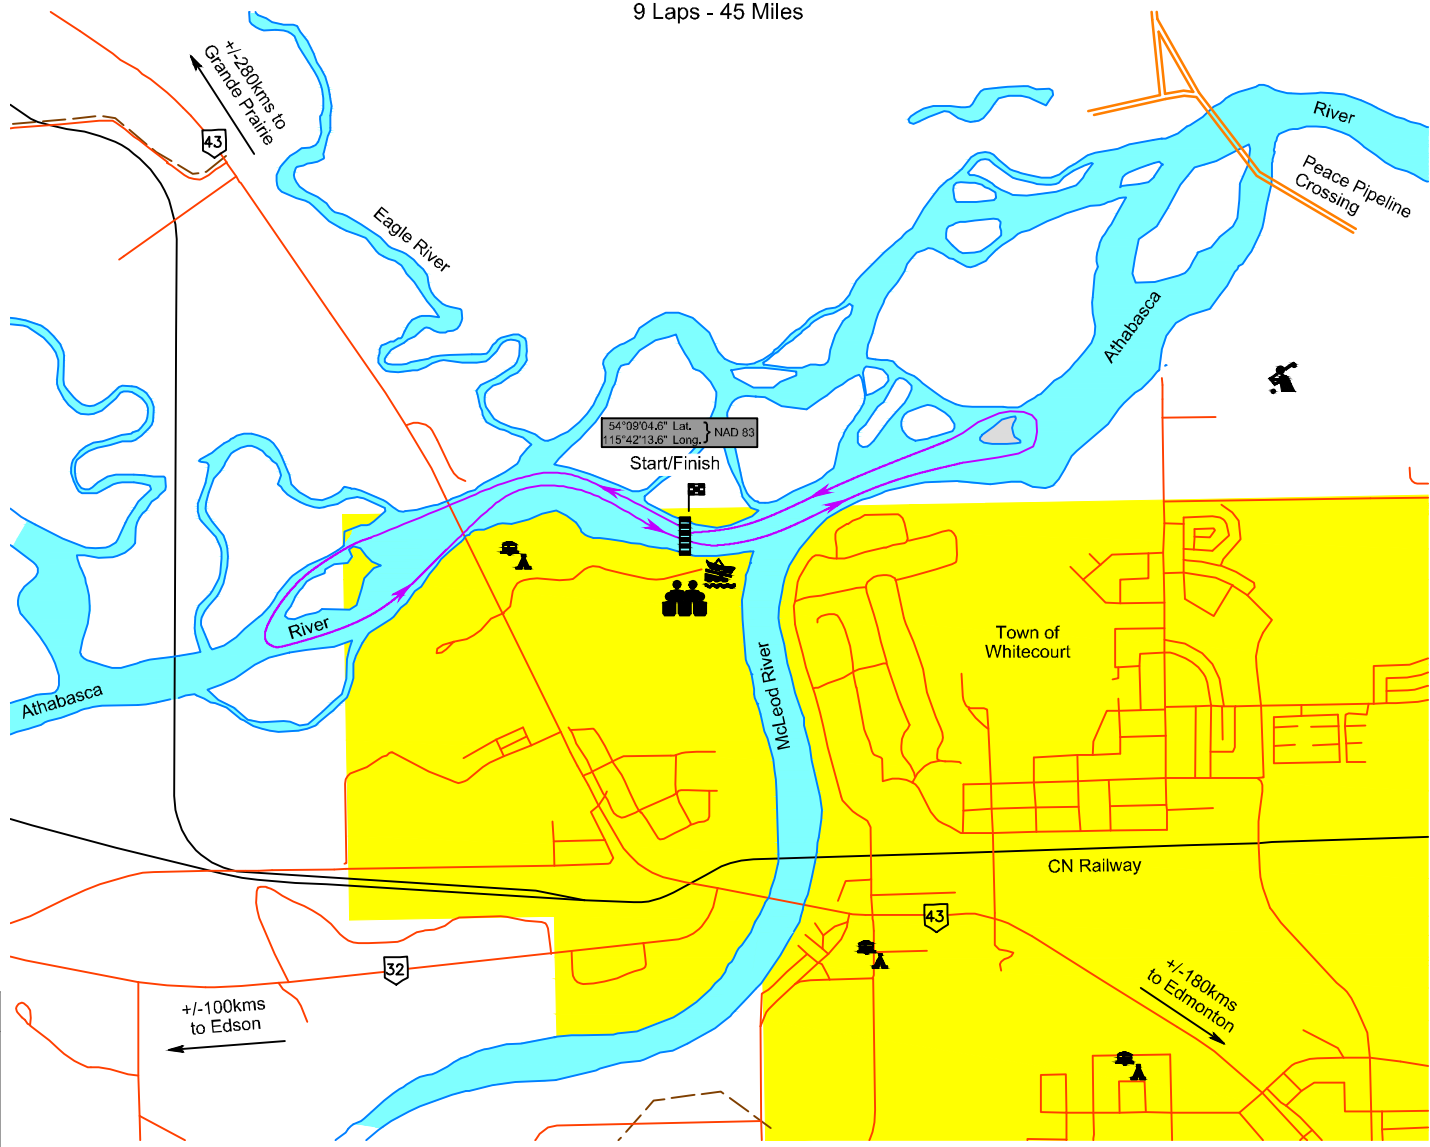 9 Laps - 45 Miles
+/-280kms to
Grande Prairie
43
River
Peace Pipeline
Crossing
Eagle River
Athabasca
54°09'04.6" Lat.
115°42'13.6" Long.
} NAD 83
Start/Finish
River
Town of
Whitecourt
McLeod River
Athabasca
CN Railway
43
32
+/-180kms
to Edmonton
+/-100kms
to Edson